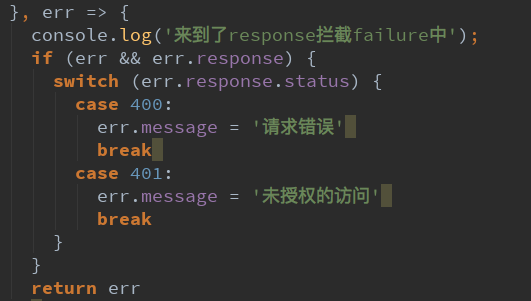 }, err => {
console.log('来到了response拦截failure中');
if (err && err.response) {
switch (err.response.status) {
case 400:
err.message = '请求错误'
break
case 401:
err.message = '未授权的访问'
break
}
}
return err